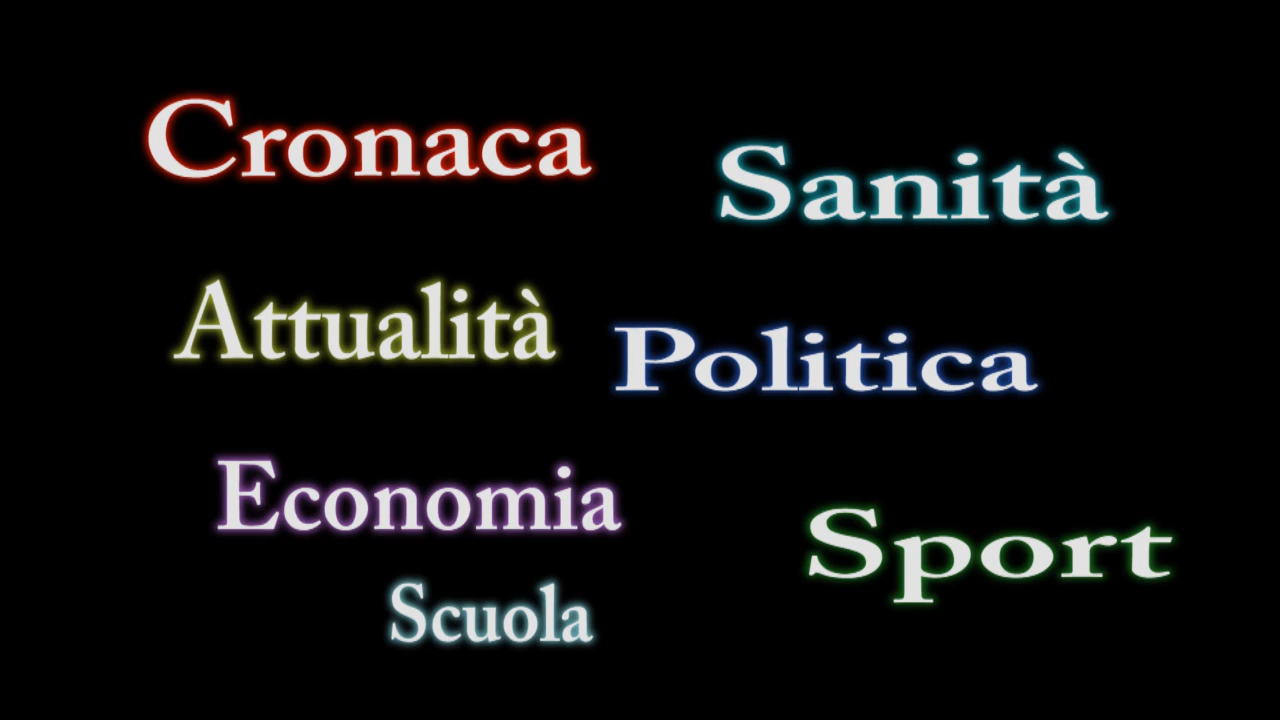 Cronaca
Sanità
Attualità
Politica
Economia
Sport
Scuola